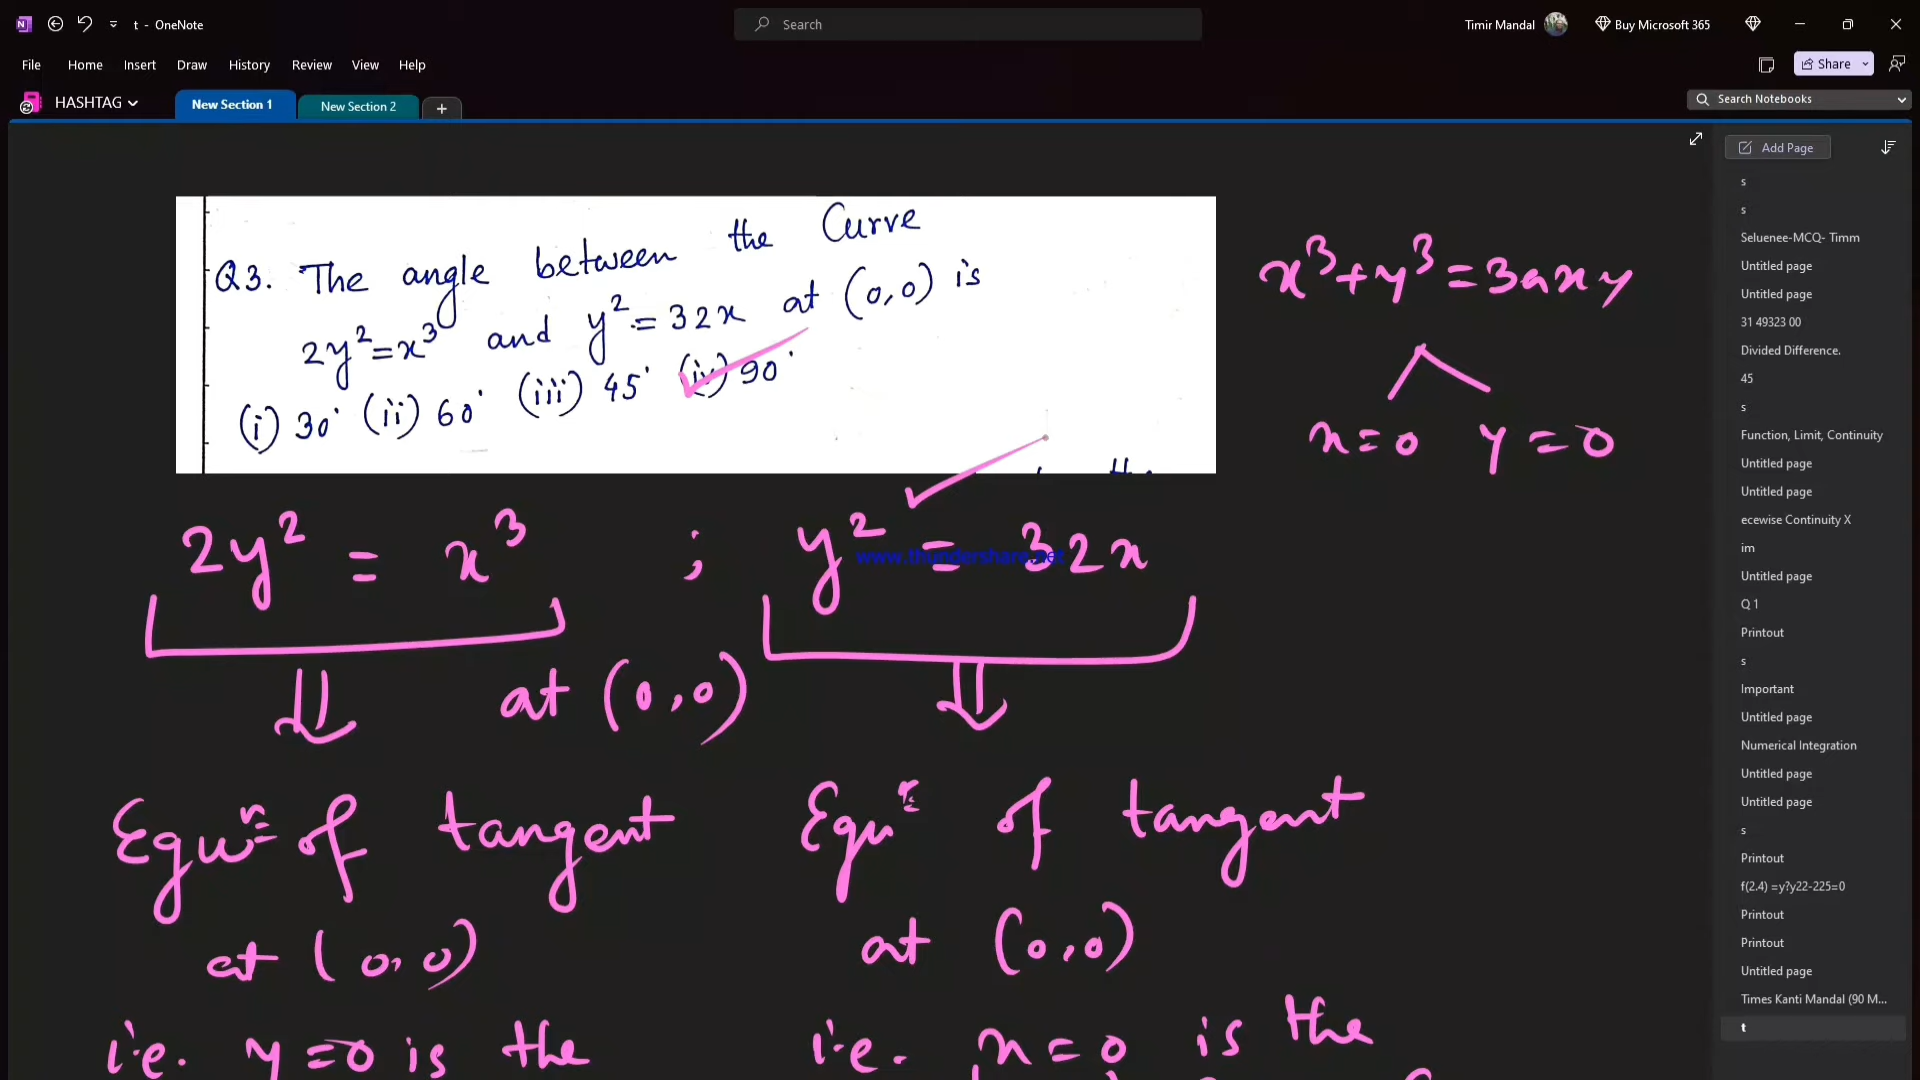 t - OneNote
Search
Timir Mandal
Buy Microsoft 365
File Home Insert Draw History Review View Help
Share
HASHTAG
New Section 1
New Section 2
+
Search Notebooks
Add Page
s
s
Seluenee-MCQ- Timm
Untitled page
Untitled page
31 49323 00
Divided Difference.
45
s
Function, Limit, Continuity
Untitled page
Untitled page
ecewise Continuity X
im
Untitled page
Q 1
Printout
s
Important
Untitled page
Numerical Integration
Untitled page
Untitled page
s
Printout
f(2.4) =y?y22-225=0
Printout
Printout
Untitled page
Times Kanti Mandal (90 M...
t
Q3. The angle between the Curve
2y²=x³ and y²=32x at (0,0) is
(i) 30° (ii) 60° (iii) 45° (iv) 90°
x³+y³=3axy
x=0 y=0
2y² = x³ ; y² = 32x
www.thundershare.net
at (0,0)
Equⁿ of tangent
at (0,0)
i.e. y=0 is the
Equⁿ of tangent
at (0,0)
i.e. x=0 is the